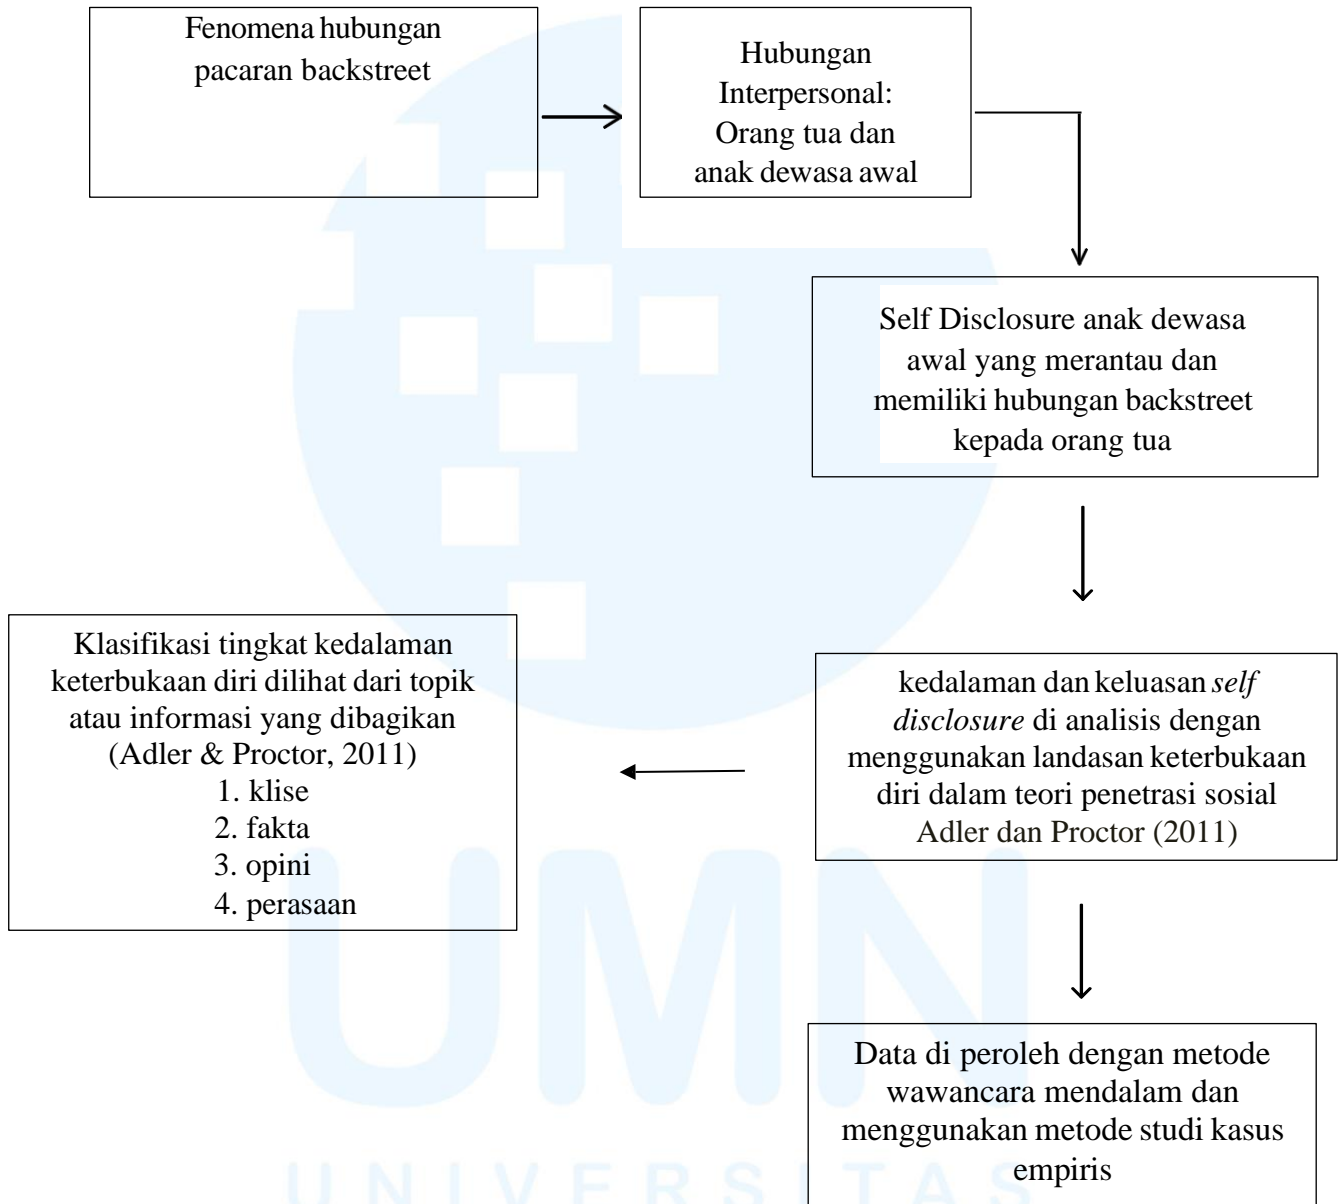 Fenomena hubungan
pacaran backstreet
Hubungan
Interpersonal:
Orang tua dan
anak dewasa awal
Self Disclosure anak dewasa
awal yang merantau dan
memiliki hubungan backstreet
kepada orang tua
Klasifikasi tingkat kedalaman
keterbukaan diri dilihat dari topik
atau informasi yang dibagikan
(Adler & Proctor, 2011)
1. klise
2. fakta
3. opini
4. perasaan
kedalaman dan keluasan self
disclosure di analisis dengan
menggunakan landasan keterbukaan
diri dalam teori penetrasi sosial
Adler dan Proctor (2011)
Data di peroleh dengan metode
wawancara mendalam dan
menggunakan metode studi kasus
empiris
UMN
UNIVERSITAS